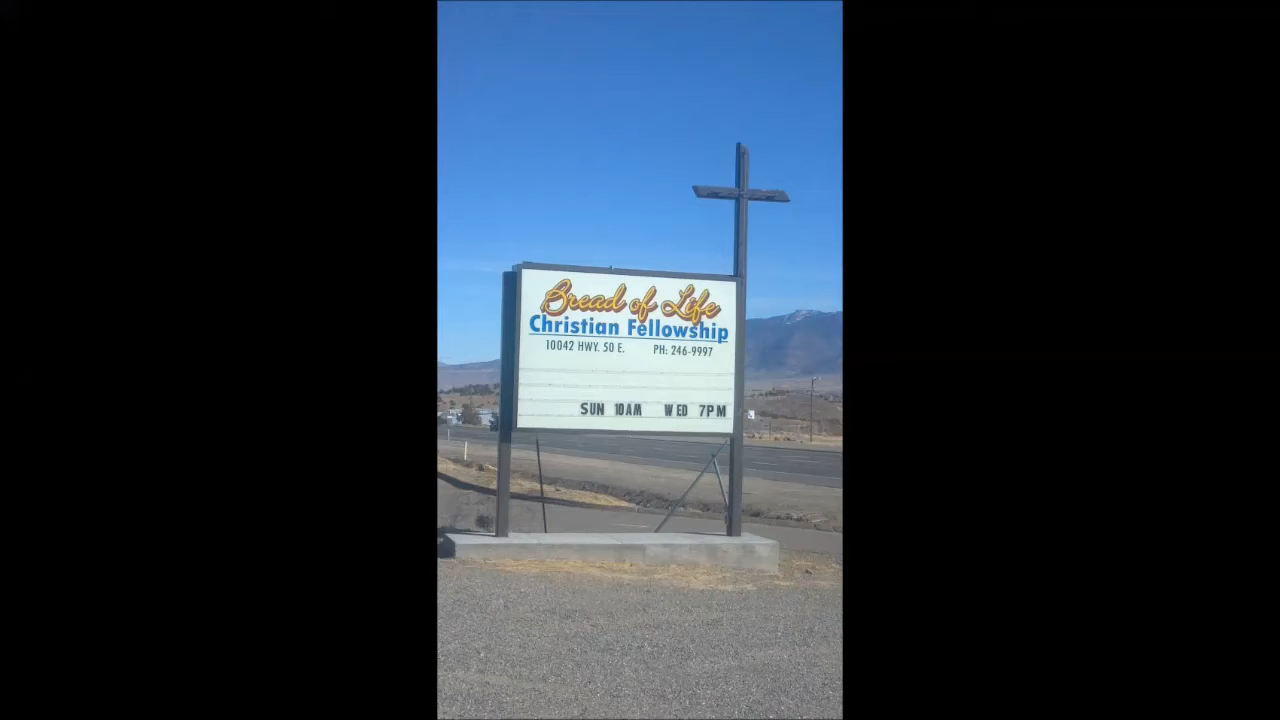 Bread of Life
Christian Fellowship
10042 HWY. 50 E. PH: 246-9997
SUN 10AM WED 7PM